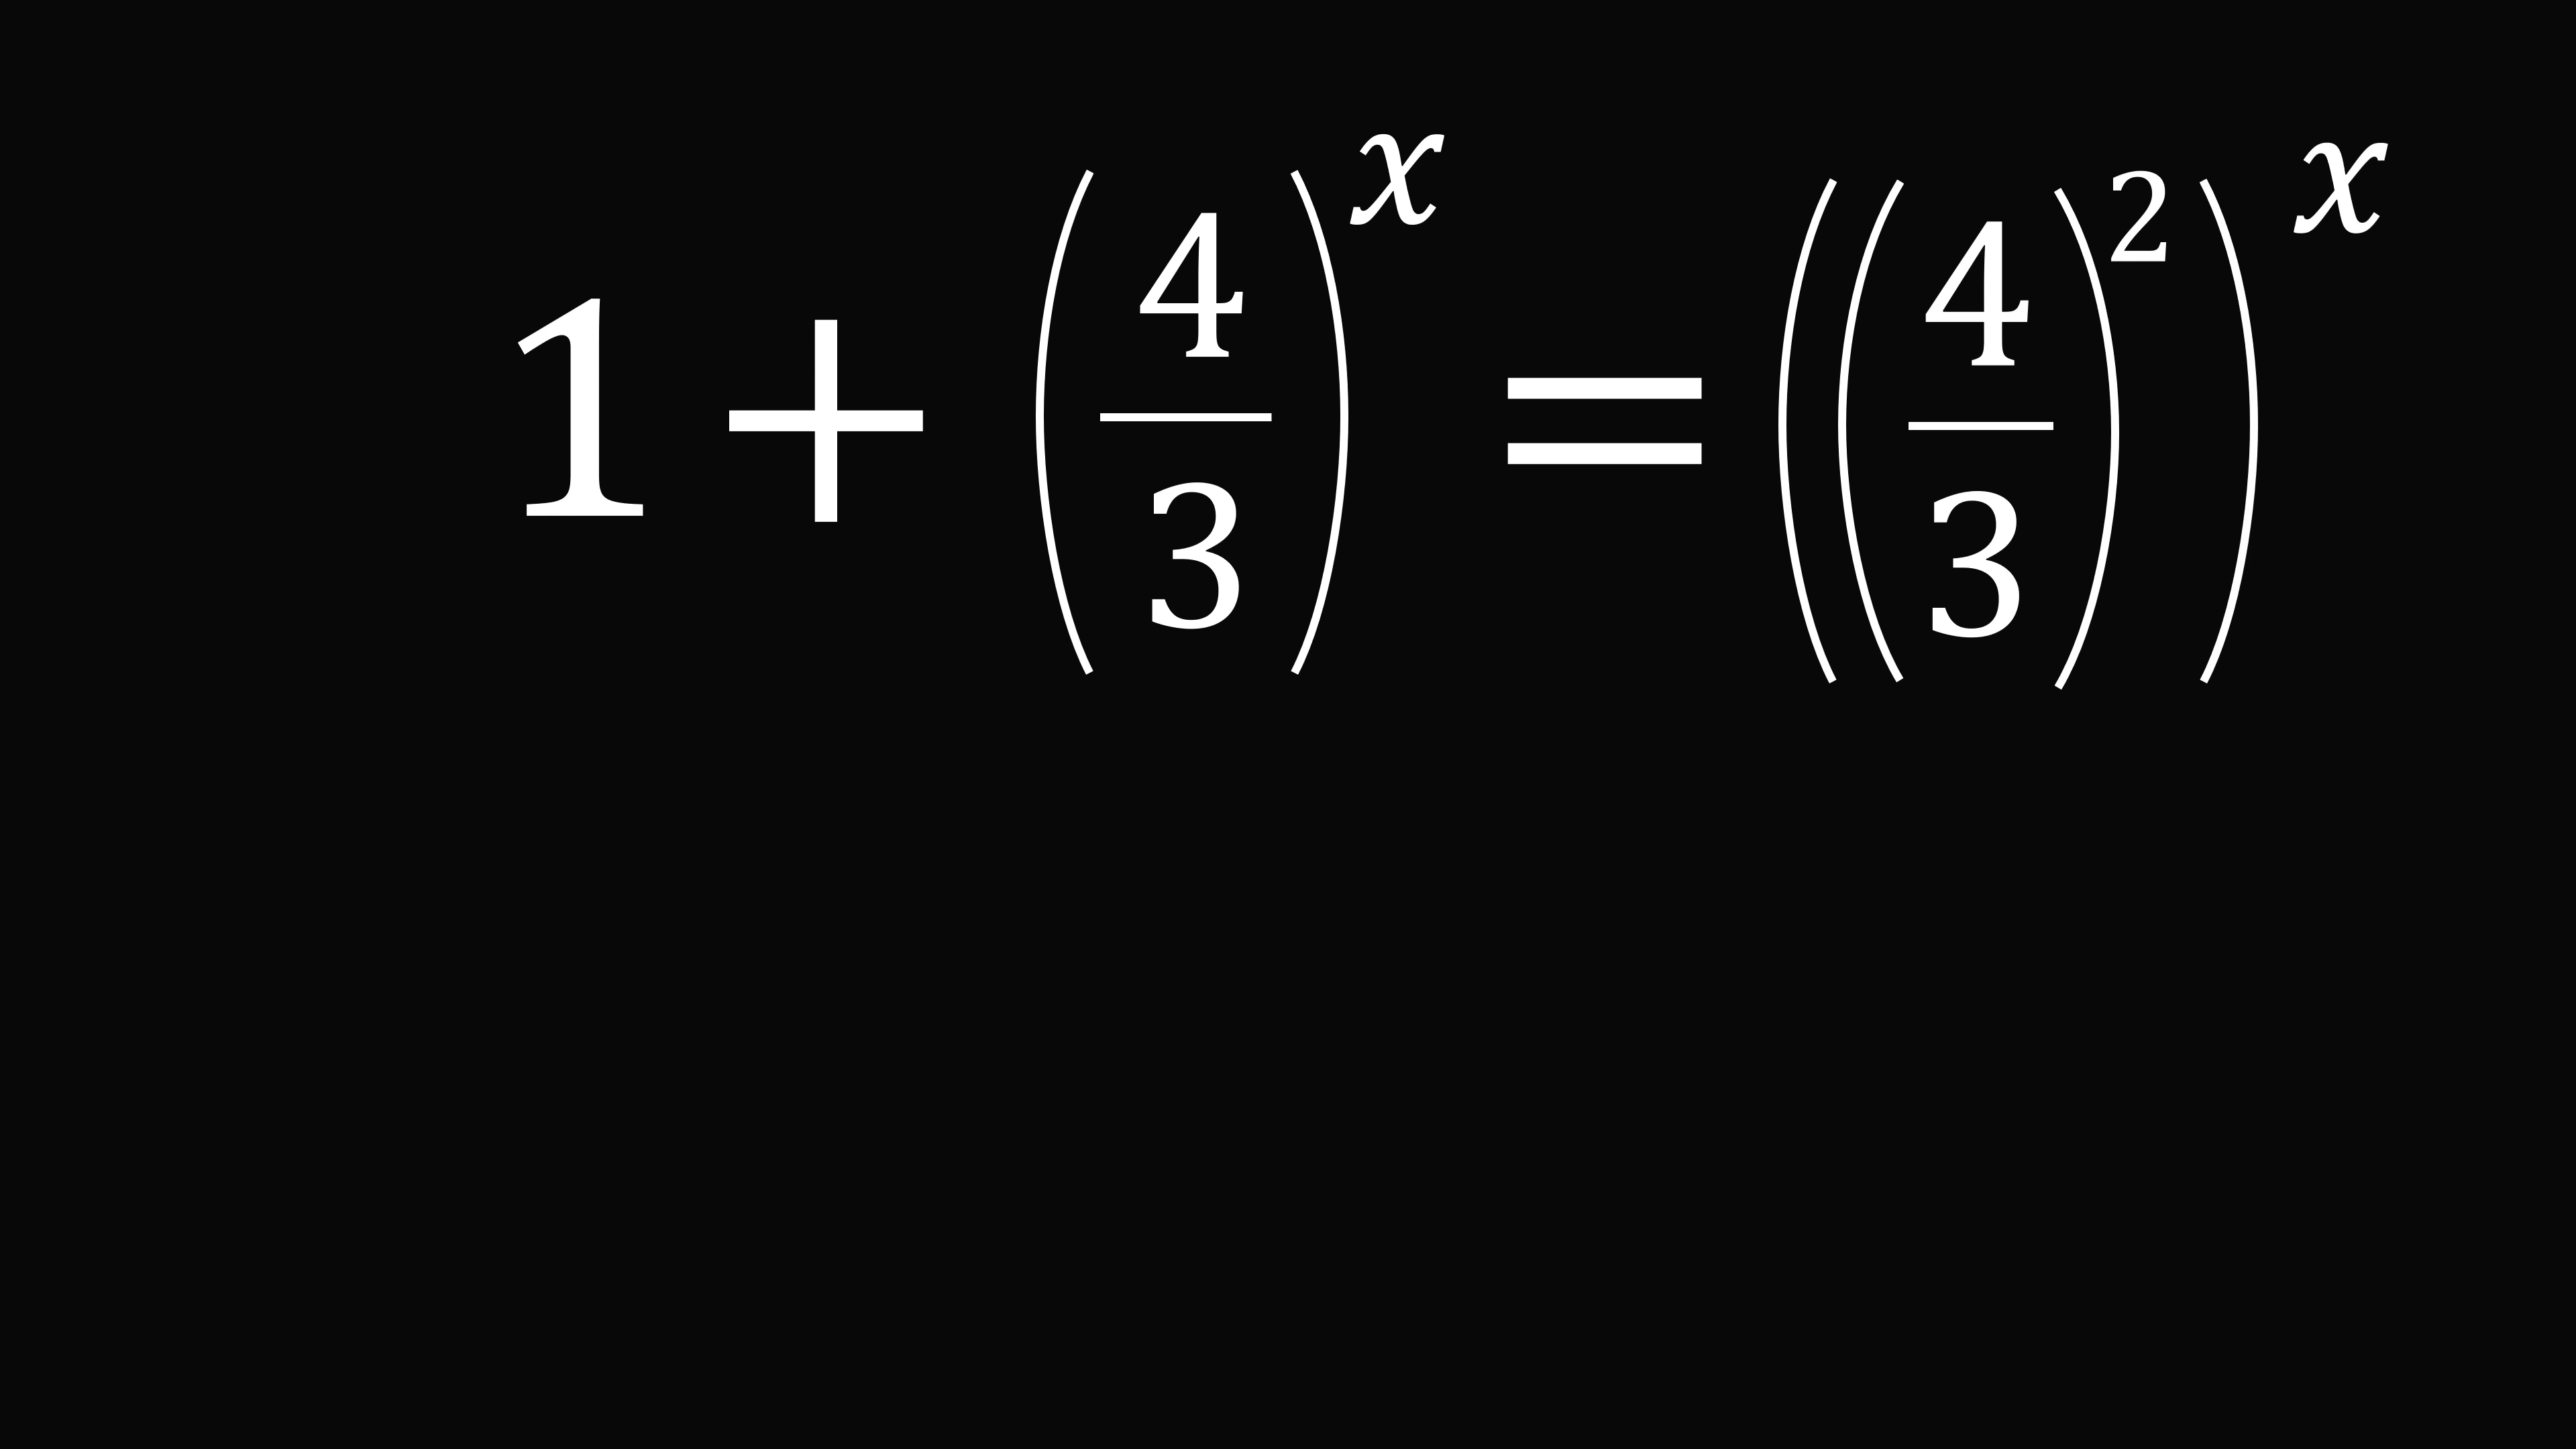 1 + (4/3)^x = ((4/3)^2)^x